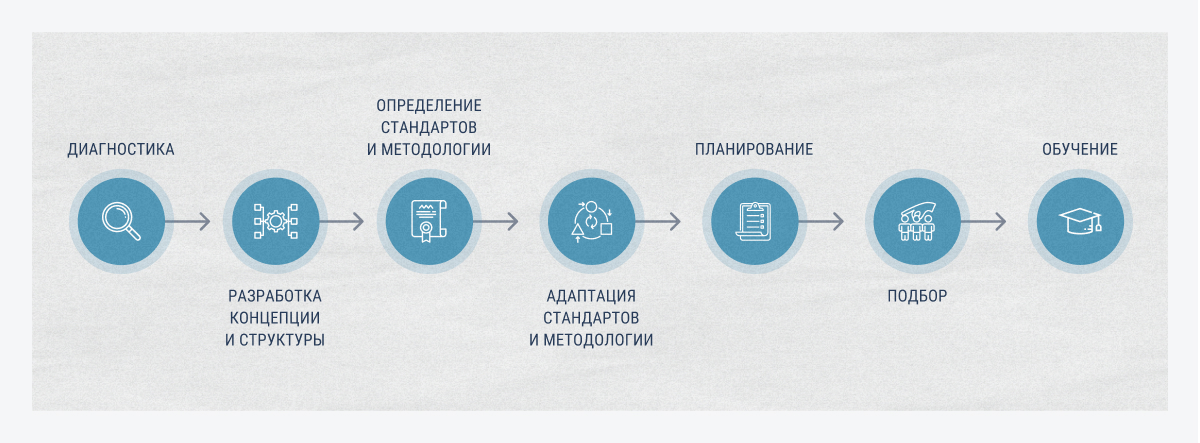 ДИАГНОСТИКА
РАЗРАБОТКА
КОНЦЕПЦИИ
И СТРУКТУРЫ
ОПРЕДЕЛЕНИЕ
СТАНДАРТОВ
И МЕТОДОЛОГИИ
АДАПТАЦИЯ
СТАНДАРТОВ
И МЕТОДОЛОГИИ
ПЛАНИРОВАНИЕ
ПОДБОР
ОБУЧЕНИЕ